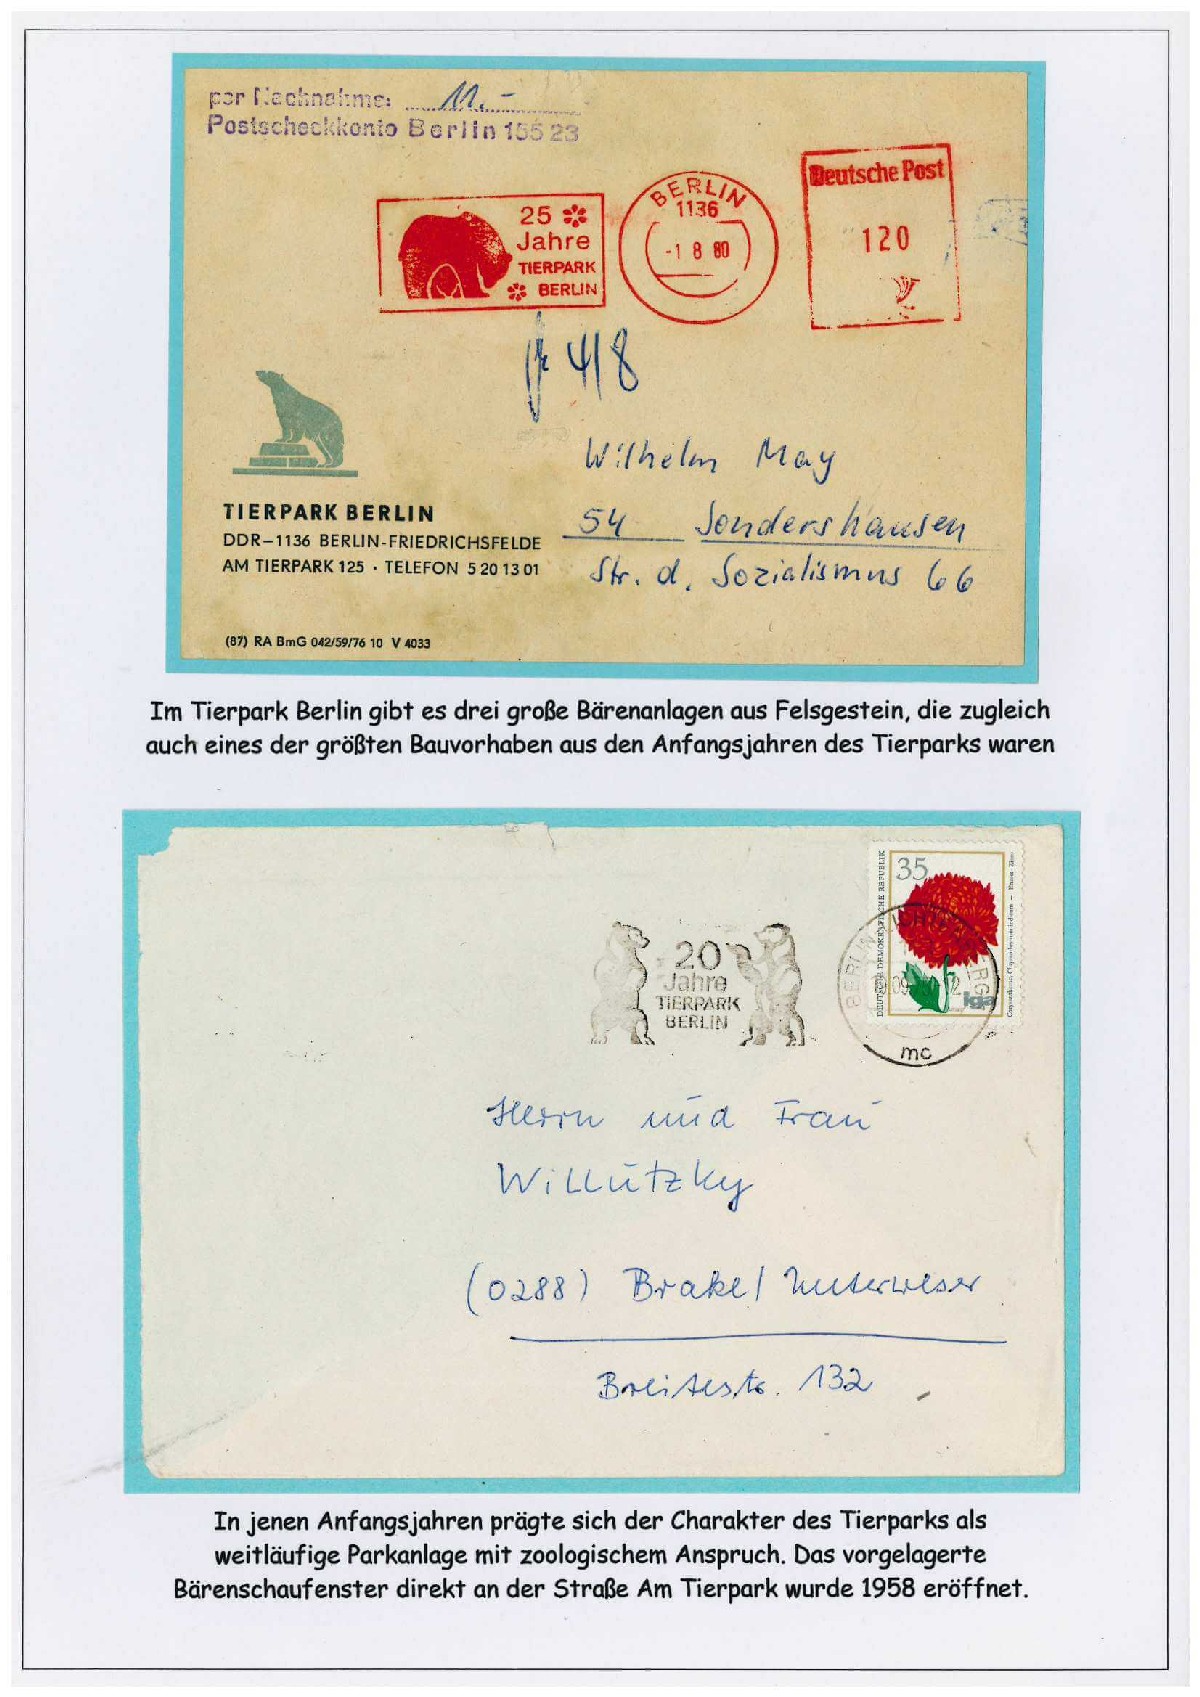 per Nachnahme: 11.-
Postscheckkonto Berlin 155 23
25
Jahre
TIERPARK
BERLIN
BERLIN
1136
-1 8 80
Deutsche Post
120
4/8
Wilhelm May
54 Sondershausen
Str. d. Sozialismus 66
TIERPARK BERLIN
DDR-1136 BERLIN-FRIEDRICHSFELDE
AM TIERPARK 125 · TELEFON 5 20 13 01
(87) RA BmG 042/59/76 10 V 4033
Im Tierpark Berlin gibt es drei große Bärenanlagen aus Felsgestein, die zugleich
auch eines der größten Bauvorhaben aus den Anfangsjahren des Tierparks waren
35
DEUTSCHE DEMOKRATISCHE REPUBLIK
iga
20
Jahre
TIERPARK
BERLIN
BERLIN
mc
Herrn und Frau
Willützky
(0288) Brake/Unterweser
Breitestr. 132
In jenen Anfangsjahren prägte sich der Charakter des Tierparks als
weitläufige Parkanlage mit zoologischem Anspruch. Das vorgelagerte
Bärenschaufenster direkt an der Straße Am Tierpark wurde 1958 eröffnet.